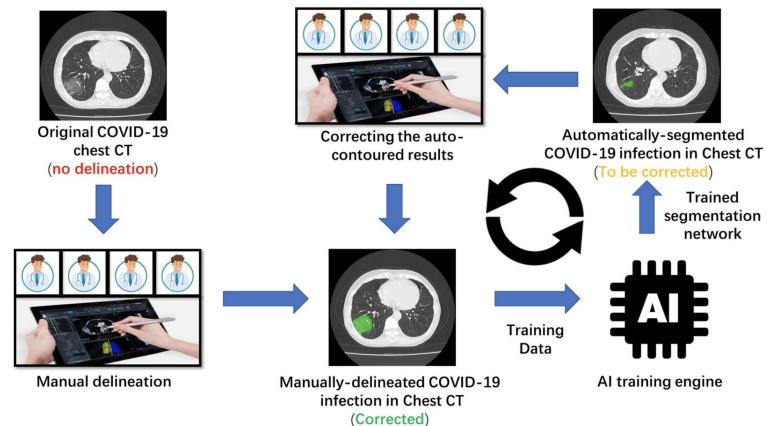 Original COVID-19
chest CT
(no delineation)
Correcting the auto-
contoured results
Automatically-segmented
COVID-19 infection in Chest CT
(To be corrected)
Trained
segmentation
network
Manual delineation
Manually-delineated COVID-19
infection in Chest CT
(Corrected)
Training
Data
AI
AI training engine